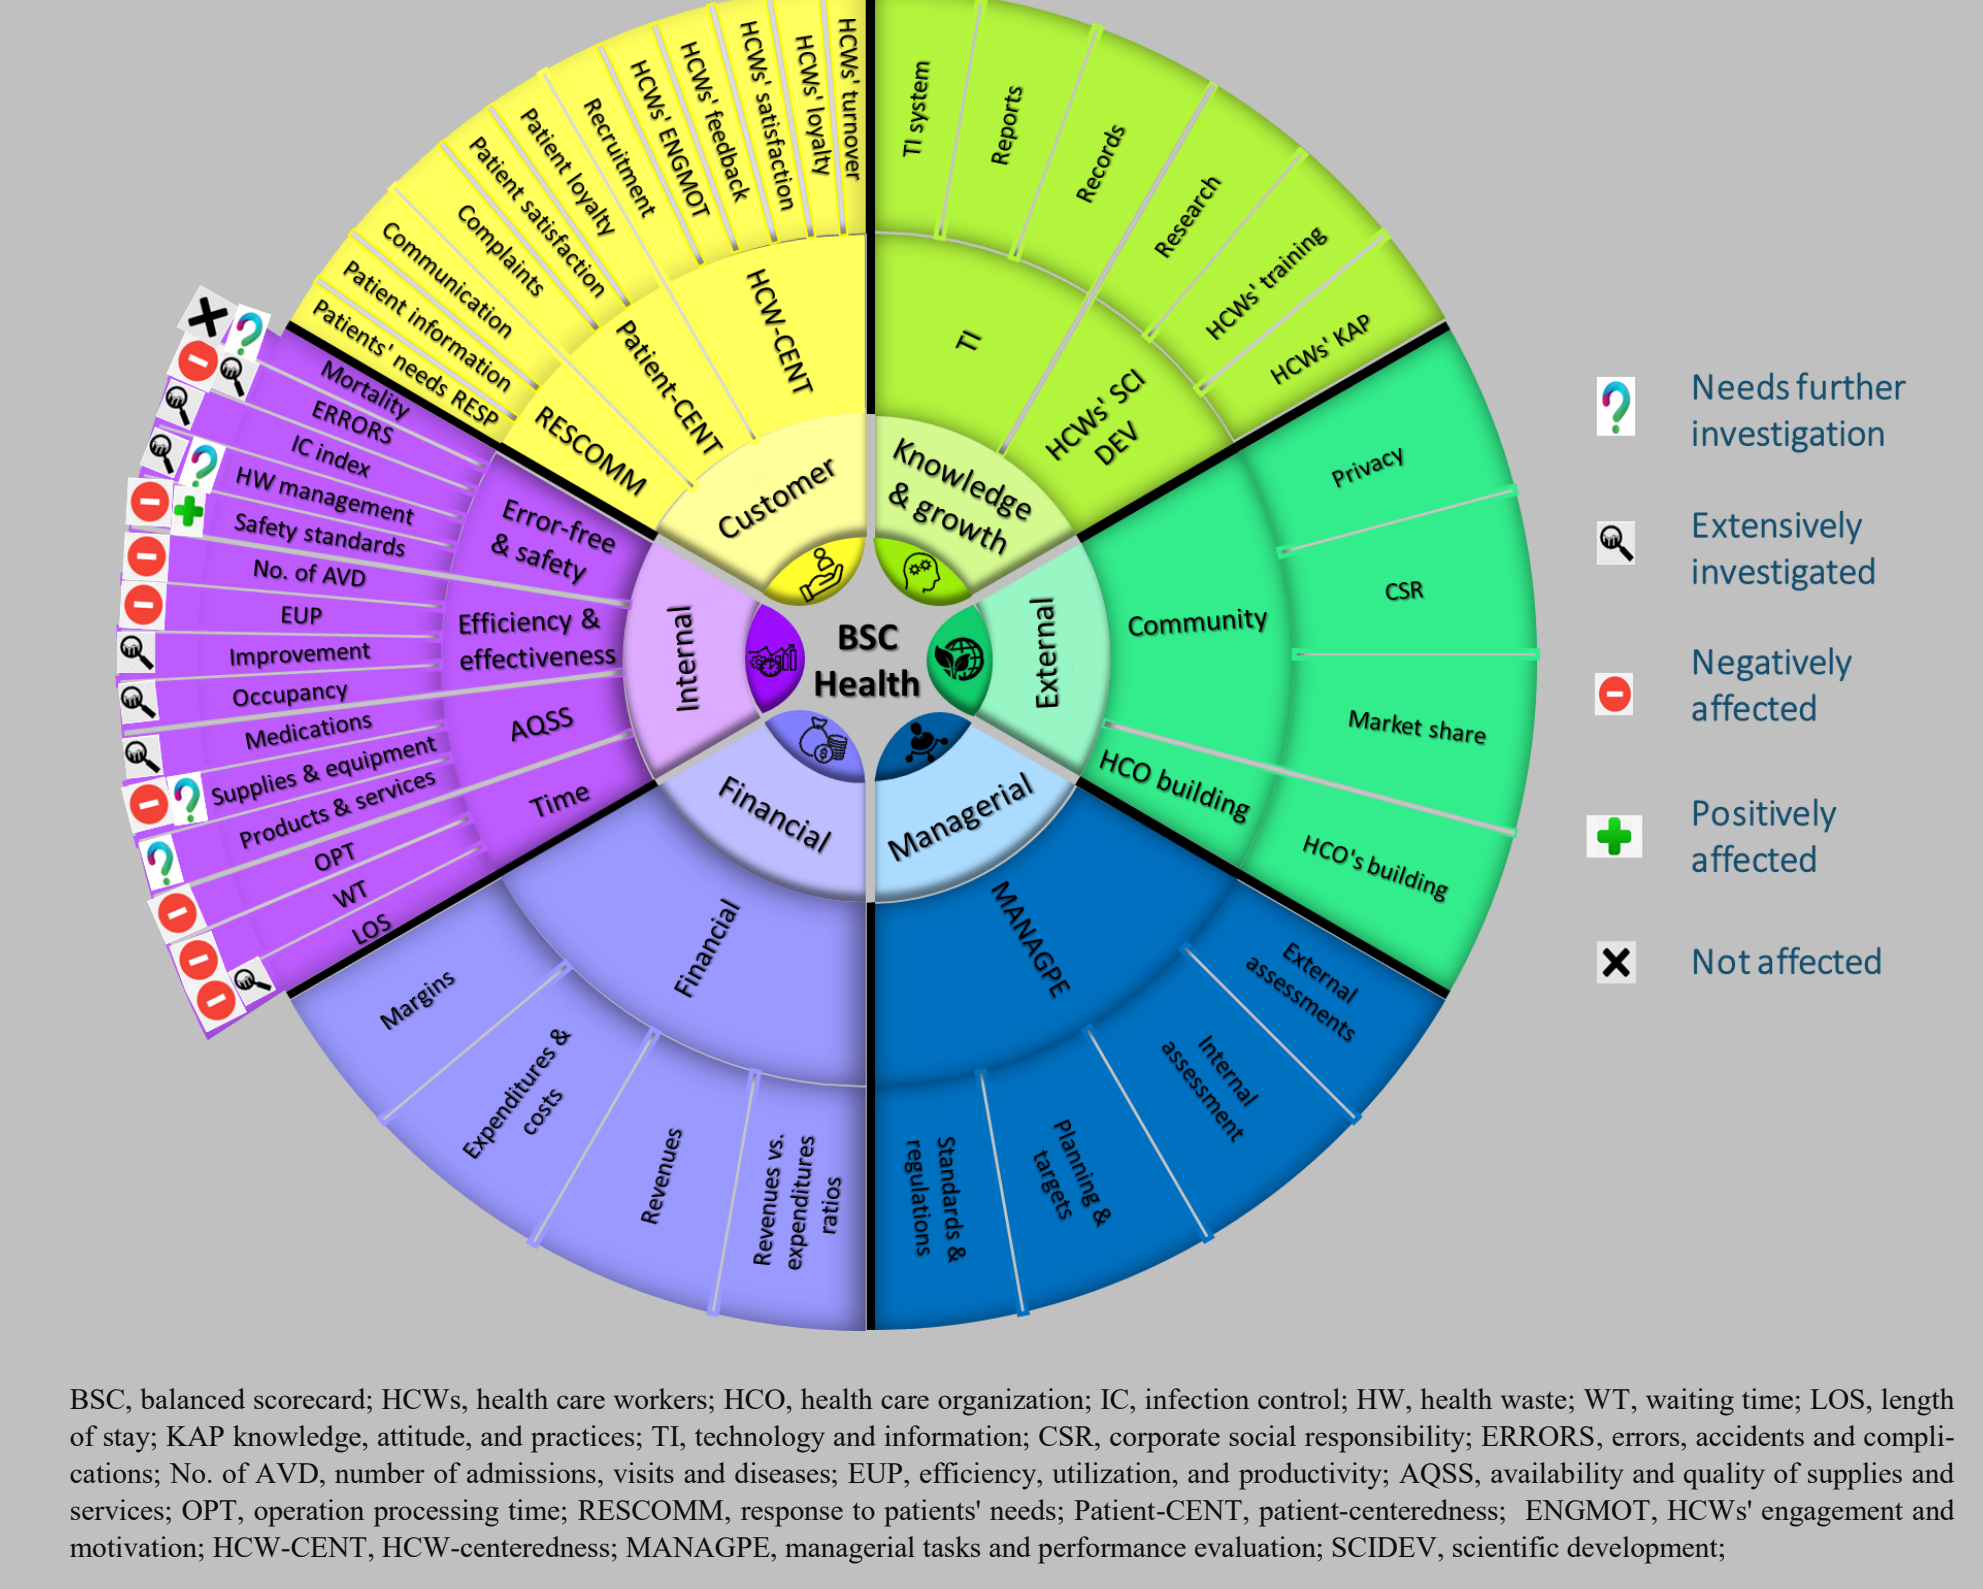 HCWs' turnover
HCWs' loyalty
HCWs' satisfaction
HCWs' feedback
HCWs' ENGMOT
Recruitment
Patient loyalty
Patient satisfaction
Complaints
Communication
Patient information
Patients' needs RESP
HCW-CENT
Patient-CENT
RESCOMM
Customer
TI system
Reports
Records
Research
HCWs' training
HCWs' KAP
TI
HCWs' SCI
DEV
Knowledge
& growth
Privacy
CSR
Market share
HCO's building
Community
HCO building
External
External
assessments
Internal
assessment
Planning &
targets
Standards &
regulations
MANAGPE
Managerial
Revenues vs.
expenditures
ratios
Revenues
Expenditures &
costs
Margins
Financial
Financial
Mortality
ERRORS
IC index
HW management
Safety standards
No. of AVD
EUP
Improvement
Occupancy
Medications
Supplies & equipment
Products & services
OPT
WT
LOS
Error-free
& safety
Efficiency &
effectiveness
AQSS
Time
Internal
BSC
Health
Needs further
investigation
Extensively
investigated
Negatively
affected
Positively
affected
Not affected
BSC, balanced scorecard; HCWs, health care workers; HCO, health care organization; IC, infection control; HW, health waste; WT, waiting time; LOS, length
of stay; KAP knowledge, attitude, and practices; TI, technology and information; CSR, corporate social responsibility; ERRORS, errors, accidents and compli-
cations; No. of AVD, number of admissions, visits and diseases; EUP, efficiency, utilization, and productivity; AQSS, availability and quality of supplies and
services; OPT, operation processing time; RESCOMM, response to patients' needs; Patient-CENT, patient-centeredness; ENGMOT, HCWs' engagement and
motivation; HCW-CENT, HCW-centeredness; MANAGPE, managerial tasks and performance evaluation; SCIDEV, scientific development;